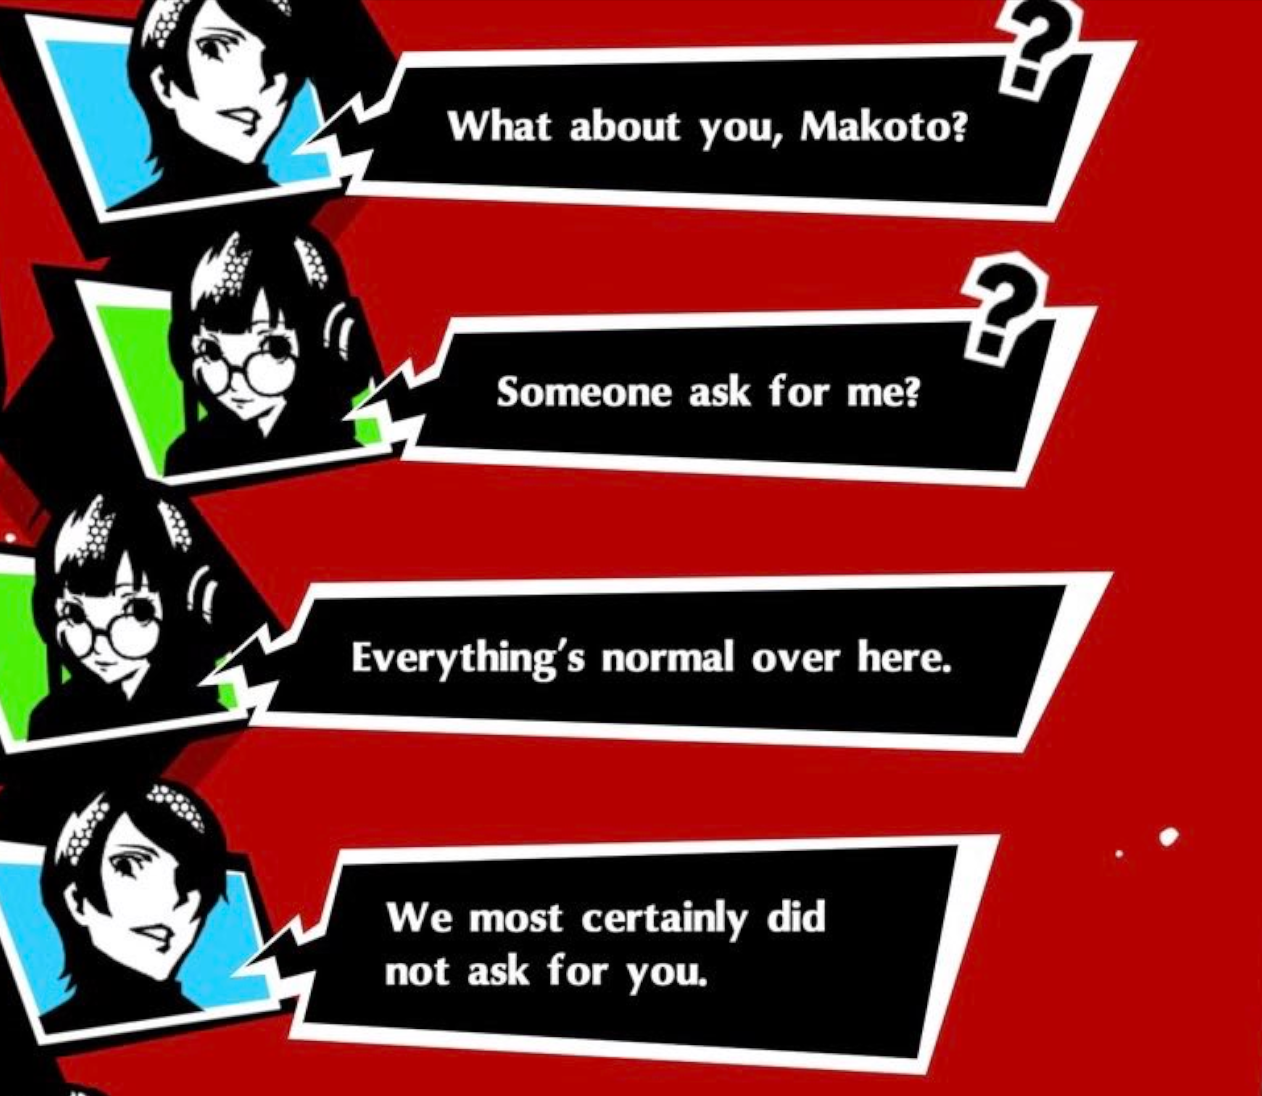 ?
What about you, Makoto?
?
Someone ask for me?
Everything's normal over here.
We most certainly did
not ask for you.